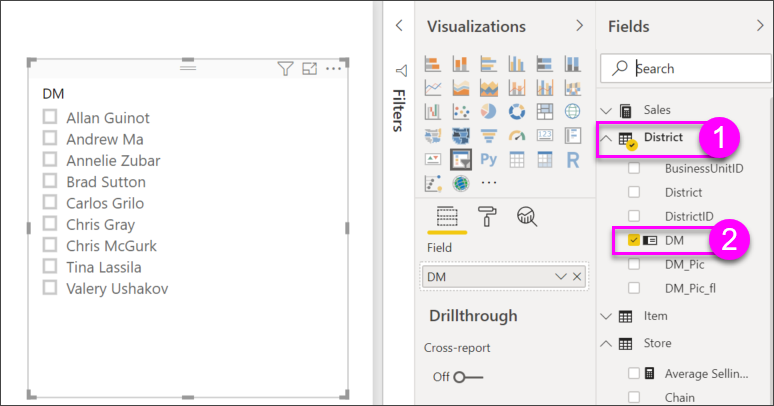 DM
Allan Guinot
Andrew Ma
Annelie Zubar
Brad Sutton
Carlos Grilo
Chris Gray
Chris McGurk
Tina Lassila
Valery Ushakov
Filters
Visualizations
123
Py
R
Field
DM
Drillthrough
Cross-report
Off
Fields
Search
Sales
District
1
BusinessUnitID
District
DistrictID
DM
2
DM_Pic
DM_Pic_fl
Item
Store
Average Sellin...
Chain